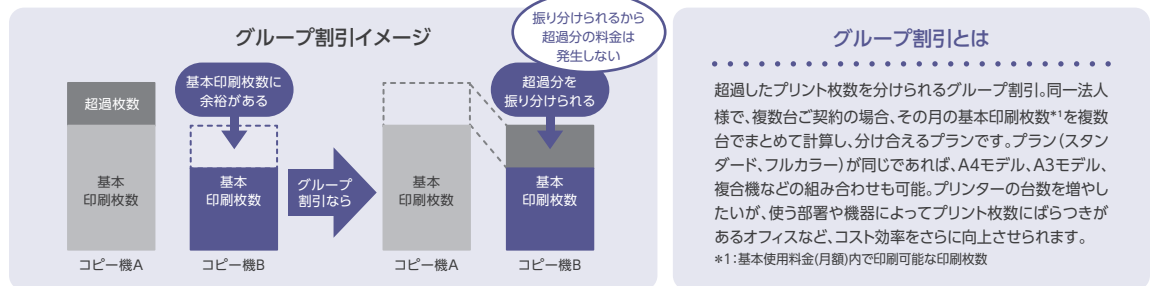 グループ割引イメージ
振り分けられるから
超過分の料金は
発生しない
超過枚数
基本
印刷枚数
コピー機A
基本印刷枚数に
余裕がある
基本
印刷枚数
コピー機B
グループ
割引なら
基本
印刷枚数
コピー機A
超過分を
振り分けられる
基本
印刷枚数
コピー機B
グループ割引とは
超過したプリント枚数を分けられるグループ割引。同一法人
様で、複数台ご契約の場合、その月の基本印刷枚数*1を複数
台でまとめて計算し、分け合えるプランです。プラン(スタン
ダード、フルカラー)が同じであれば、A4モデル、A3モデル、
複合機などの組み合わせも可能。プリンターの台数を増やし
たいが、使う部署や機器によってプリント枚数にばらつきが
あるオフィスなど、コスト効率をさらに向上させられます。
*1:基本使用料金(月額)内で印刷可能な印刷枚数